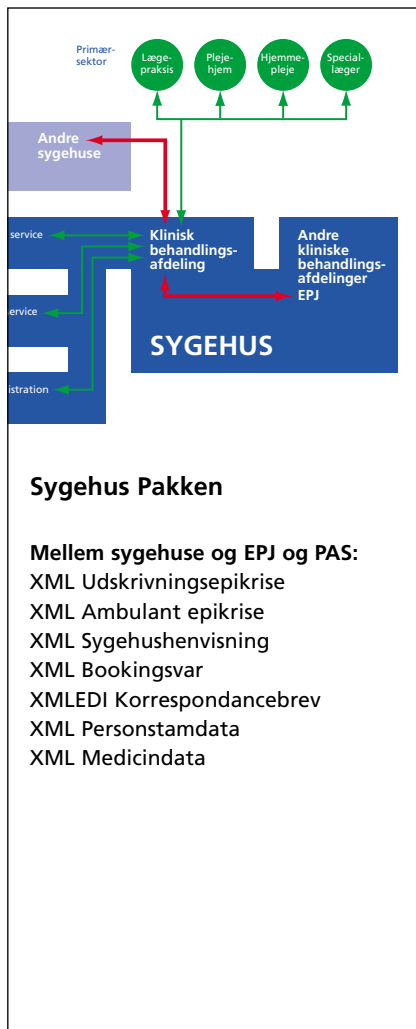 Primær-
sektor
Læge-
praksis
Pleje-
hjem
Hjemme-
pleje
Special-
læger
Andre
sygehuse
service
Klinisk
behandlings-
afdeling
Andre
kliniske
behandlings-
afdelinger
EPJ
service
SYGEHUS
istration
Sygehus Pakken
Mellem sygehuse og EPJ og PAS:
XML Udskrivningsepikrise
XML Ambulant epikrise
XML Sygehushenvisning
XML Bookingsvar
XMLEDI Korrespondancebrev
XML Personstamdata
XML Medicindata